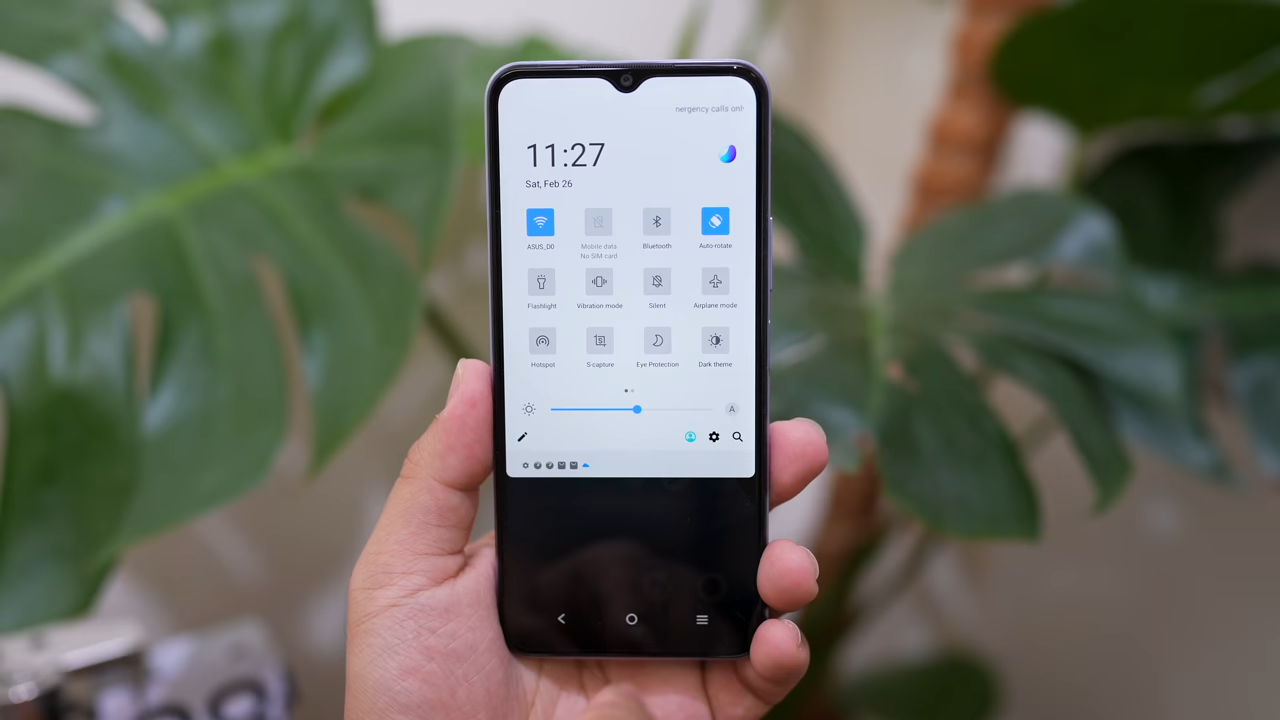 nergency calls onl
11:27
Sat, Feb 26
ASUS_D0
Mobile data
No SIM card
Bluetooth
Auto-rotate
Flashlight
Vibration mode
Silent
Airplane mode
Hotspot
S-capture
Eye Protection
Dark theme
A